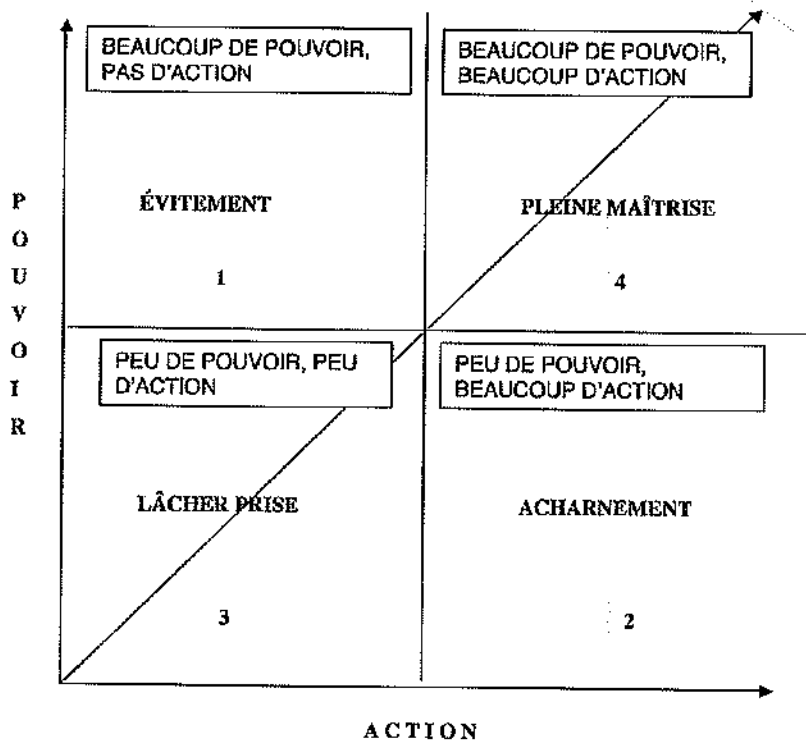 BEAUCOUP DE POUVOIR,
PAS D'ACTION
BEAUCOUP DE POUVOIR,
BEAUCOUP D'ACTION
ÉVITEMENT
1
PLEINE MAÎTRISE
4
POUVOIR
PEU DE POUVOIR, PEU
D'ACTION
PEU DE POUVOIR,
BEAUCOUP D'ACTION
LÂCHER PRISE
3
ACHARNEMENT
2
ACTION